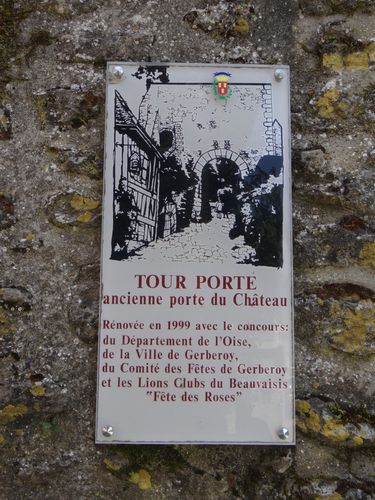 TOUR PORTE
ancienne porte du Château
Rénovée en 1999 avec le concours:
du Département de l'Oise,
de la Ville de Gerberoy,
du Comité des Fêtes de Gerberoy
et les Lions Clubs du Beauvaisis
"Fête des Roses"